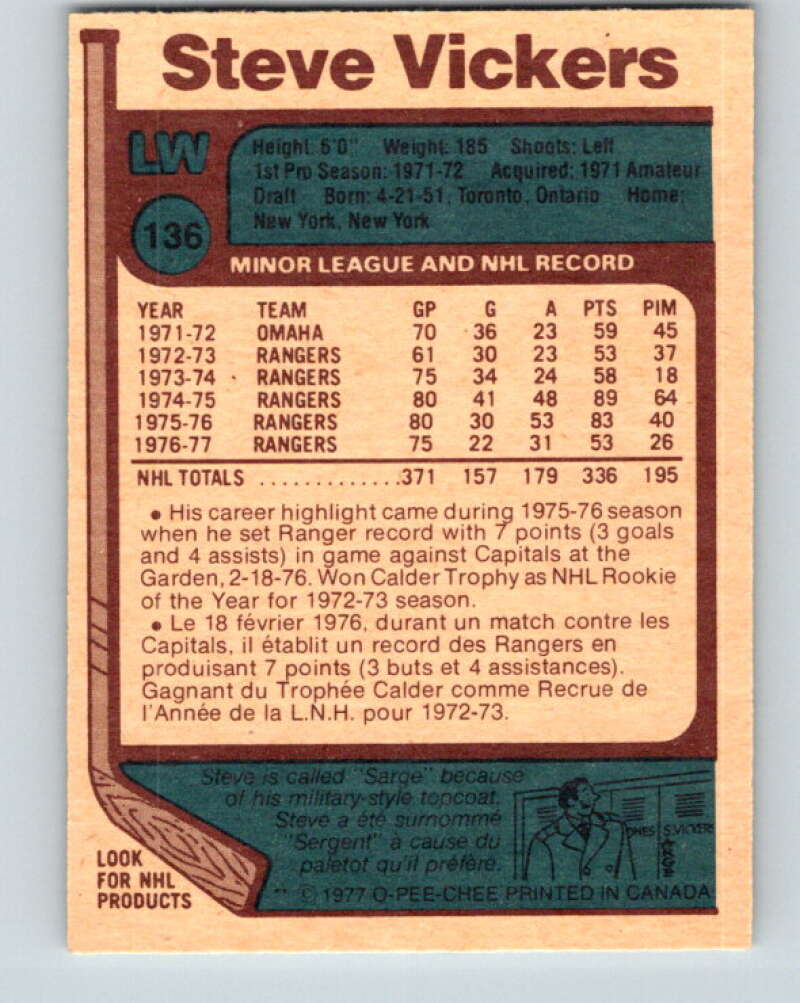 Steve Vickers
LW
Height: 5'0" Weight: 185 Shoots: Left
1st Pro Season: 1971-72 Acquired: 1971 Amateur
Draft Born: 4-21-51, Toronto, Ontario Home:
New York, New York
136
MINOR LEAGUE AND NHL RECORD
YEAR TEAM GP G A PTS PIM
1971-72 OMAHA 70 36 23 59 45
1972-73 RANGERS 61 30 23 53 37
1973-74 RANGERS 75 34 24 58 18
1974-75 RANGERS 80 41 48 89 64
1975-76 RANGERS 80 30 53 83 40
1976-77 RANGERS 75 22 31 53 26
NHL TOTALS .............371 157 179 336 195
• His career highlight came during 1975-76 season
when he set Ranger record with 7 points (3 goals
and 4 assists) in game against Capitals at the
Garden, 2-18-76. Won Calder Trophy as NHL Rookie
of the Year for 1972-73 season.
• Le 18 février 1976, durant un match contre les
Capitals, il établit un record des Rangers en
produisant 7 points (3 buts et 4 assistances).
Gagnant du Trophée Calder comme Recrue de
l'Année de la L.N.H. pour 1972-73.
Steve is called "Sarge" because
of his military-style topcoat.
Steve a été surnommé
"Sergent" à cause du
paletot qu'il préfère.
S. VICKERS
LOOK
FOR NHL
PRODUCTS
** © 1977 O-PEE-CHEE PRINTED IN CANADA